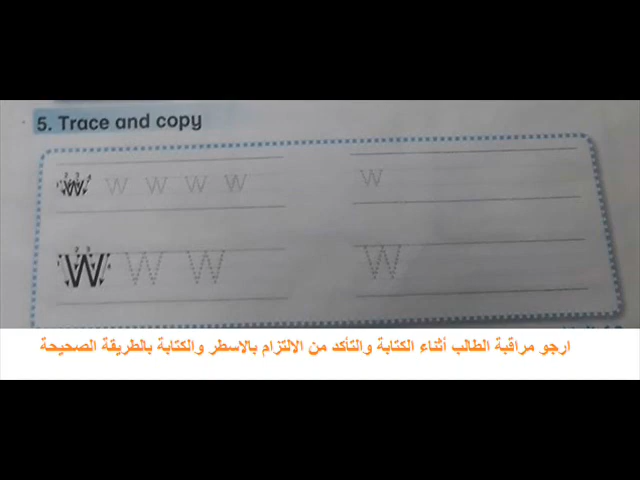 5. Trace and copy
w w w w w w
W W W W
ارجو مراقبة الطالب أثناء الكتابة والتأكد من الالتزام بالاسطر والكتابة بالطريقة الصحيحة